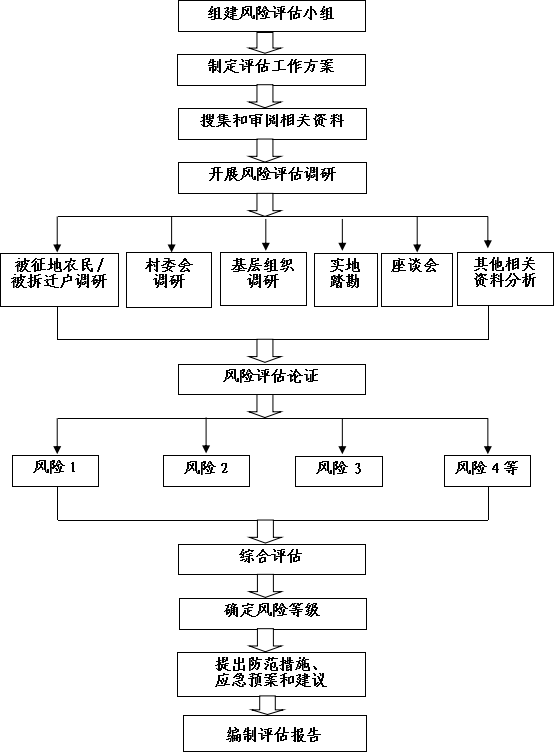 组建风险评估小组
制定评估工作方案
搜集和审阅相关资料
开展风险评估调研
被征地农民/
被拆迁户调研
村委会
调研
基层组织
调研
实地
踏勘
座谈会
其他相关
资料分析
风险评估论证
风险 1
风险 2
风险 3
风险 4 等
综合评估
确定风险等级
提出防范措施、
应急预案和建议
编制评估报告